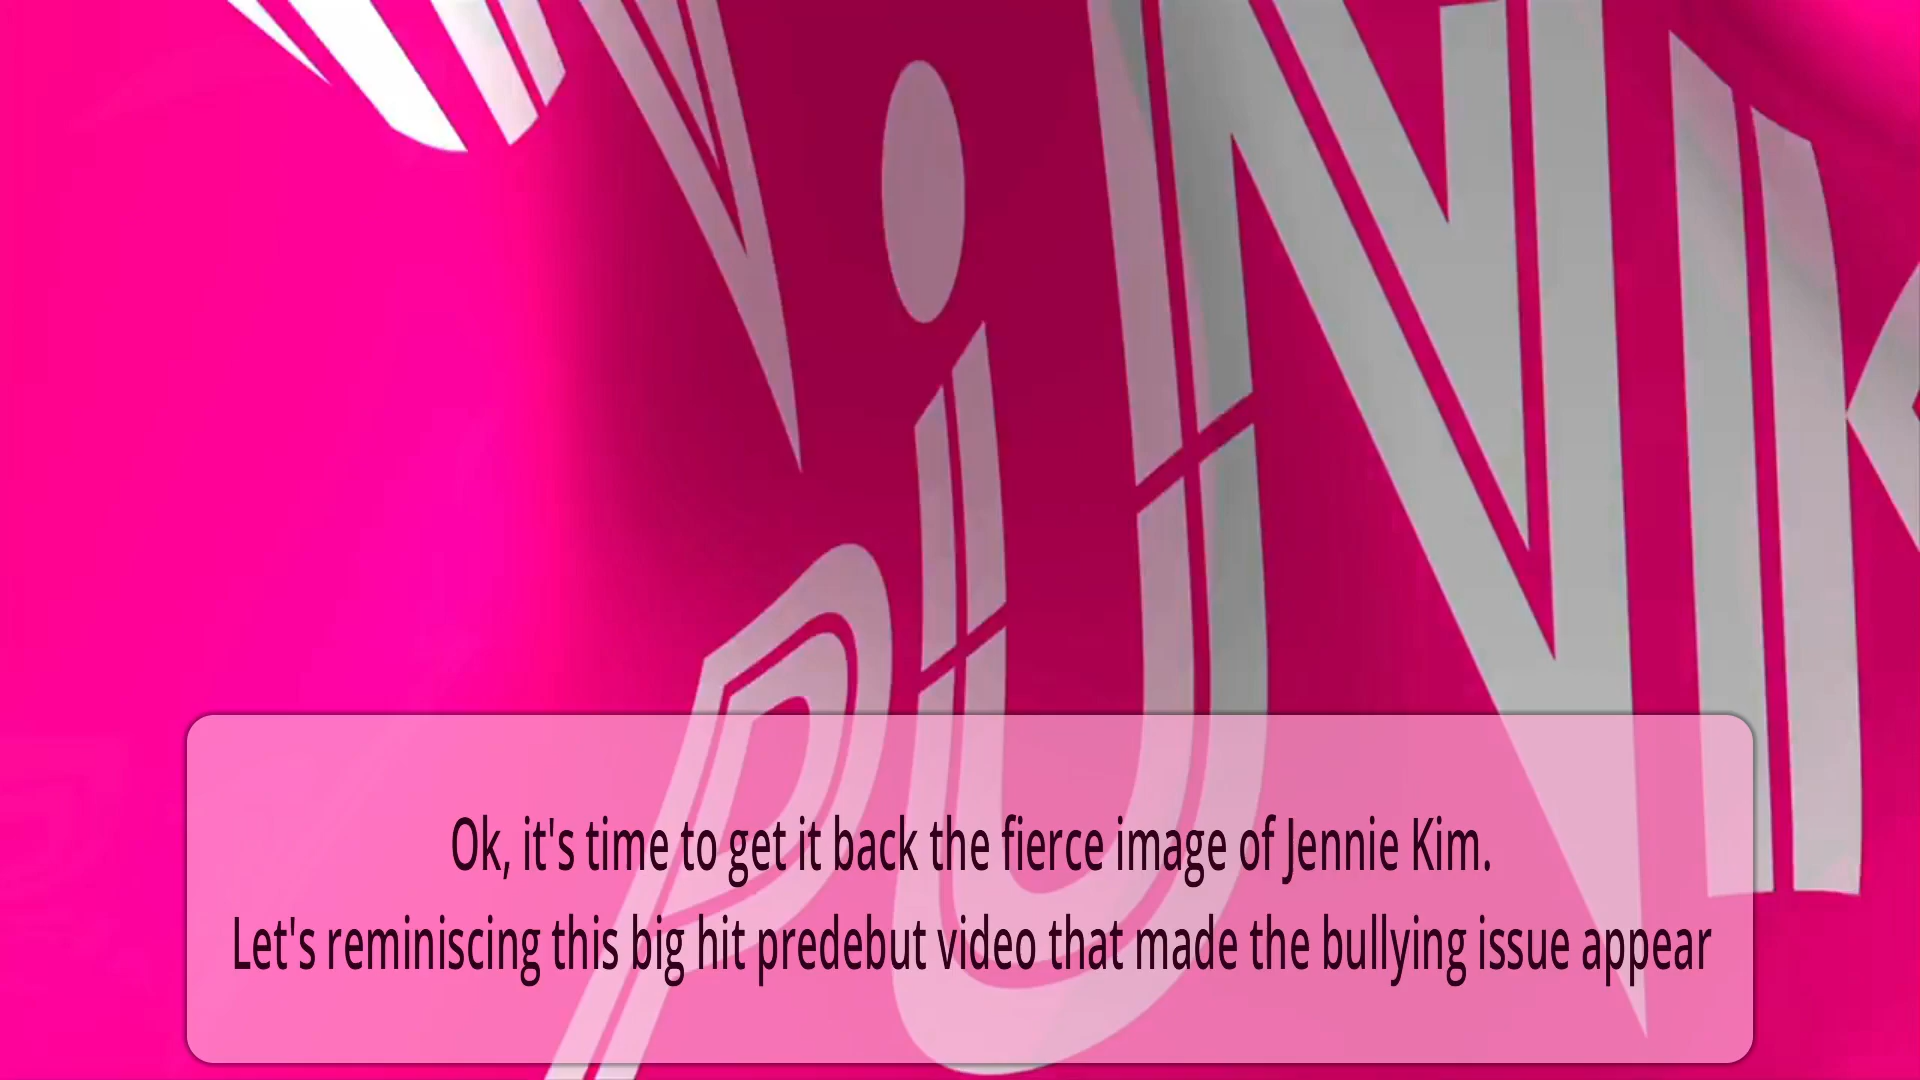 PUNK
Ok, it's time to get it back the fierce image of Jennie Kim.
Let's reminiscing this big hit predebut video that made the bullying issue appear